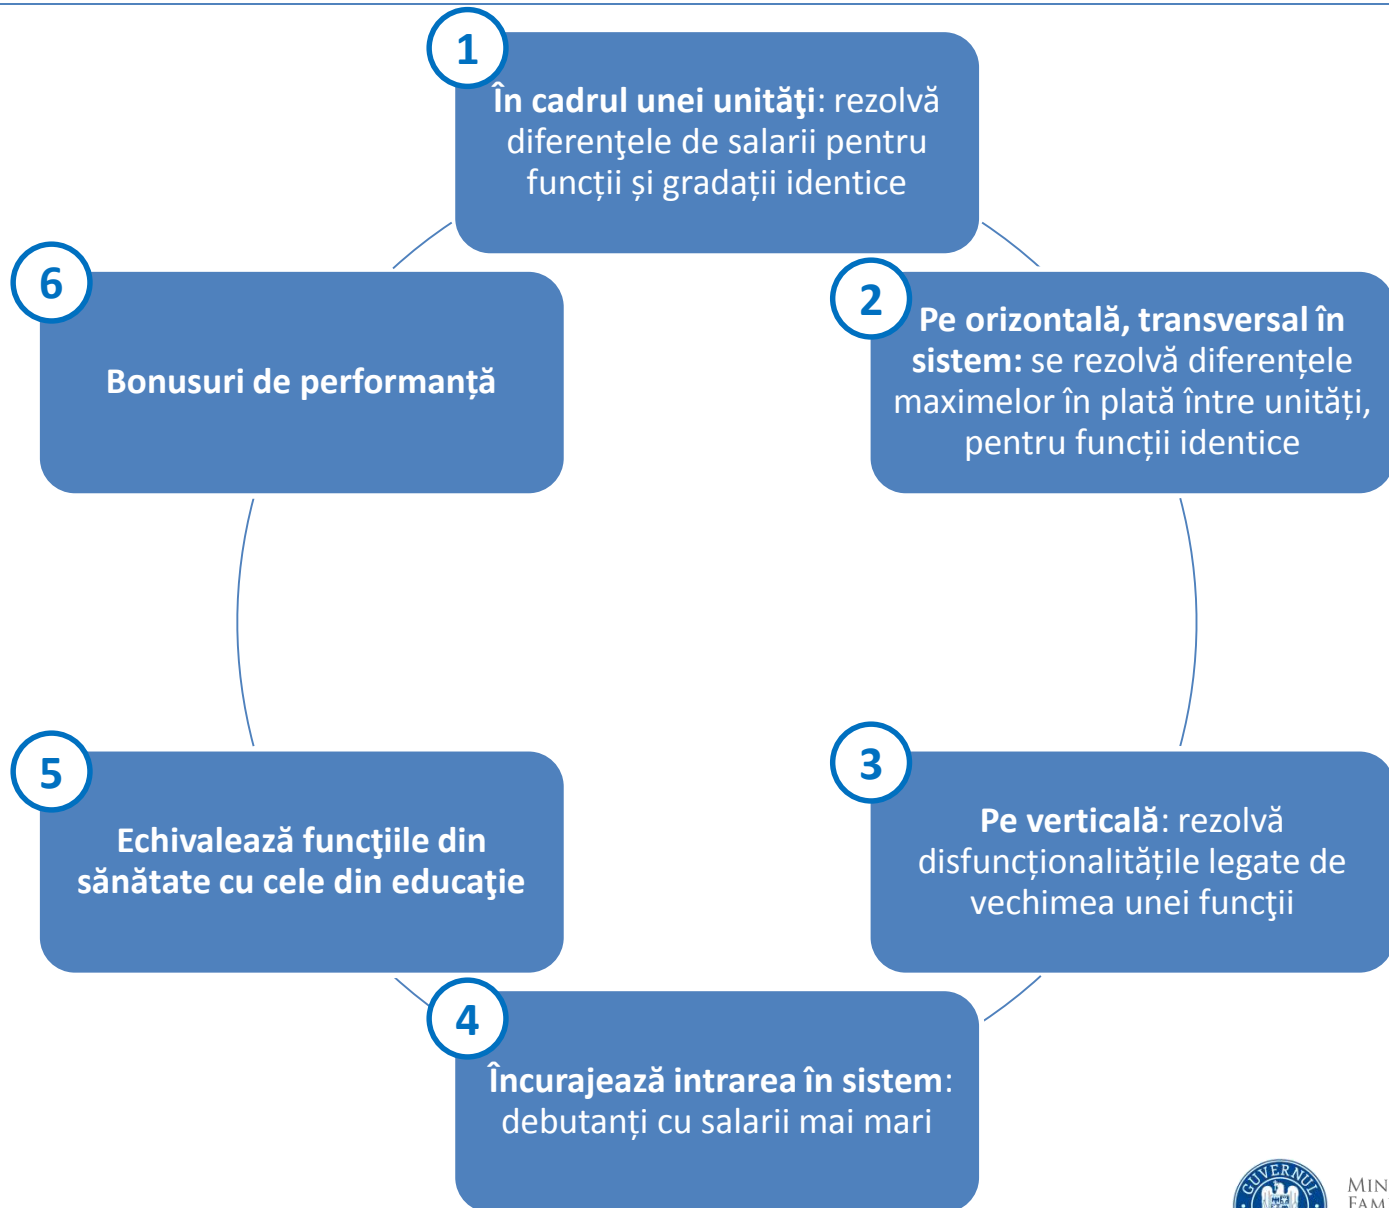 1
În cadrul unei unităţi: rezolvă
diferenţele de salarii pentru
funcții și gradații identice
2
Pe orizontală, transversal în
sistem: se rezolvă diferențele
maximelor în plată între unități,
pentru funcții identice
3
Pe verticală: rezolvă
disfuncționalitățile legate de
vechimea unei funcţii
4
Încurajează intrarea în sistem:
debutanți cu salarii mai mari
5
Echivalează funcţiile din
sănătate cu cele din educaţie
6
Bonusuri de performanță
GUVERNUL